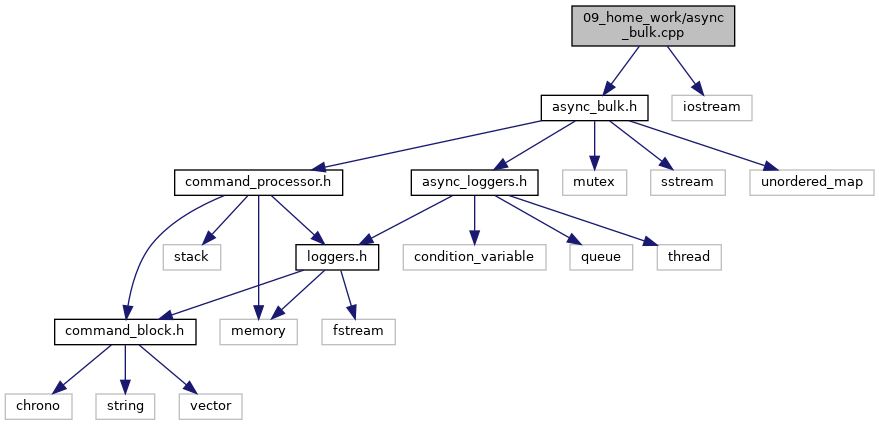 09_home_work/async
_bulk.cpp
async_bulk.h
iostream
command_processor.h
async_loggers.h
mutex
sstream
unordered_map
stack
loggers.h
condition_variable
queue
thread
command_block.h
memory
fstream
chrono
string
vector